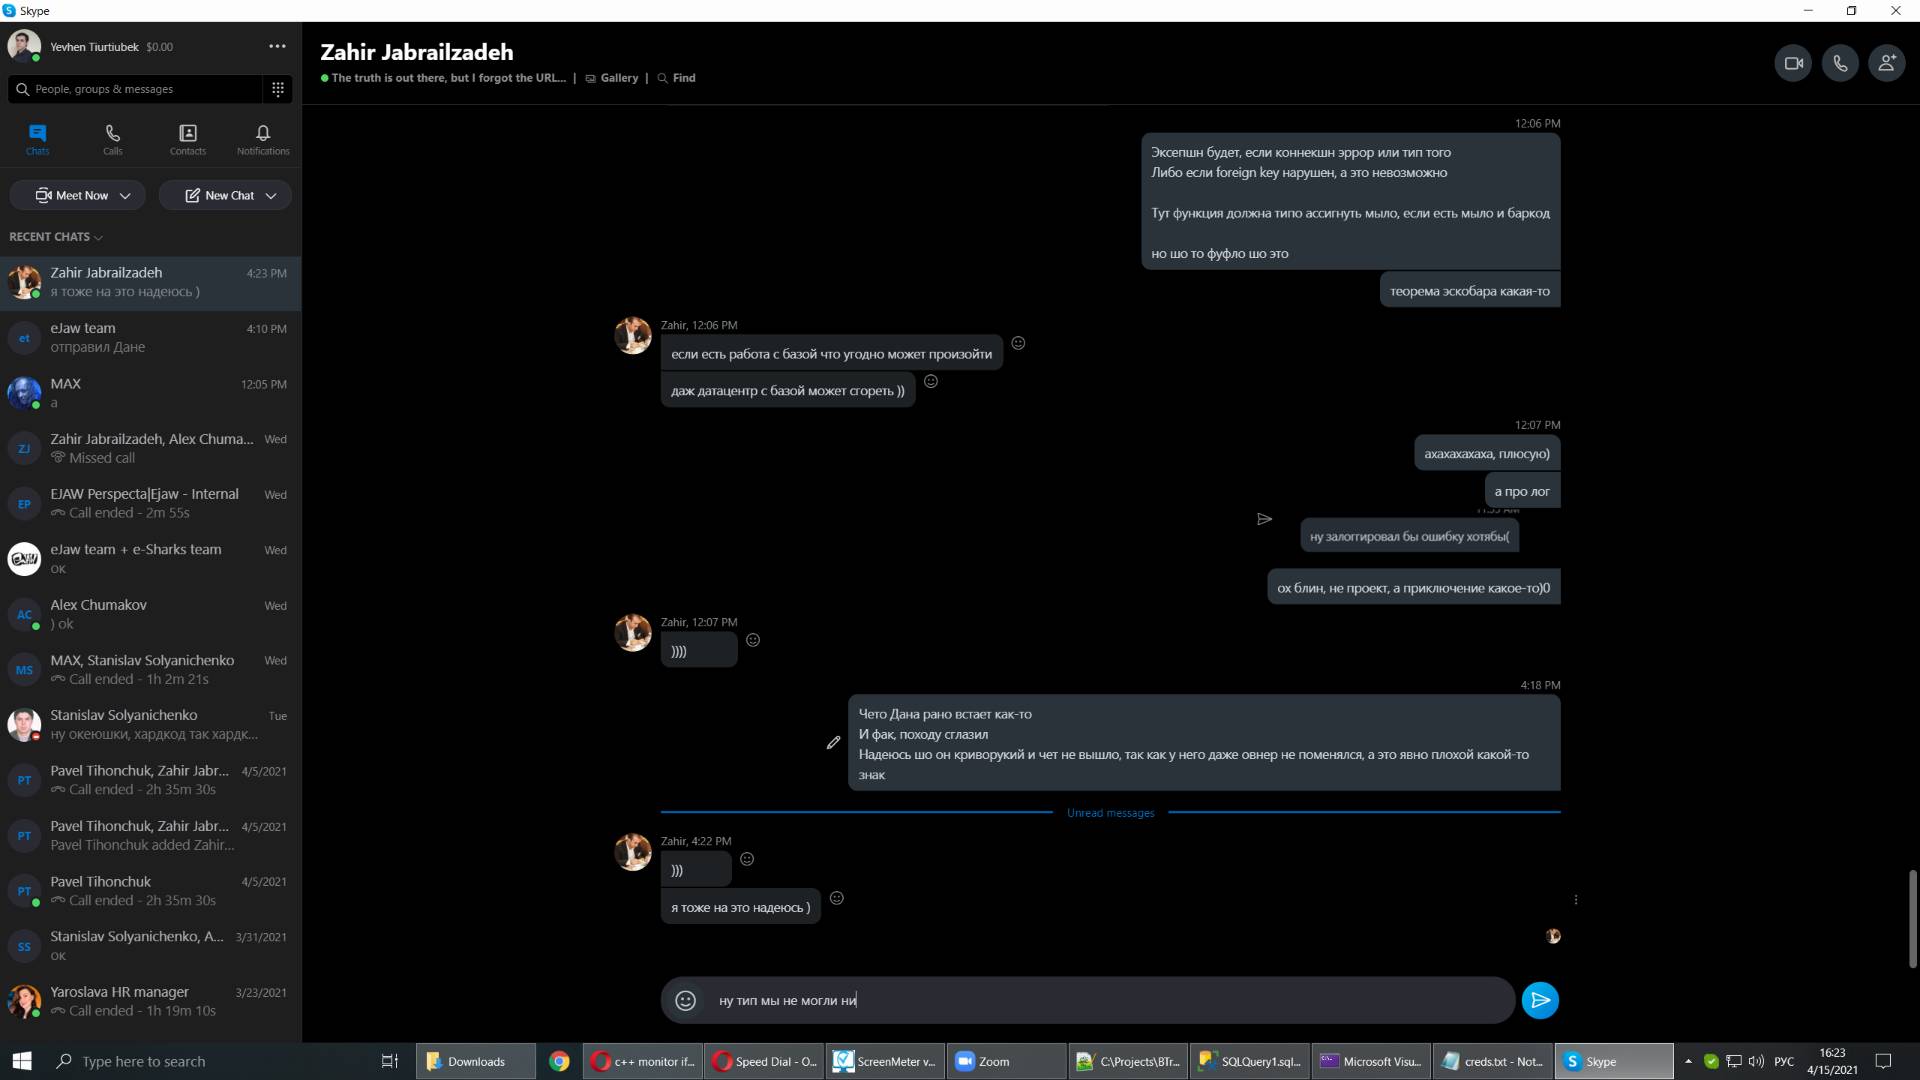 Skype
Yevhen Tiurtiubek $0.00
People, groups & messages
Chats
Calls
Contacts
Notifications
Meet Now
New Chat
RECENT CHATS
Zahir Jabrailzadeh 4:23 PM
я тоже на это надеюсь )
et
eJaw team 4:10 PM
отправил Дане
MAX 12:05 PM
а
ZJ
Zahir Jabrailzadeh, Alex Chuma... Wed
Missed call
EP
EJAW Perspecta|Ejaw - Internal Wed
Call ended - 2m 55s
eJaw team + e-Sharks team Wed
ок
AC
Alex Chumakov Wed
) ok
MS
MAX, Stanislav Solyanichenko Wed
Call ended - 1h 2m 21s
Stanislav Solyanichenko Tue
ну океюшки, хардкод так хардк...
PT
Pavel Tihonchuk, Zahir Jabr... 4/5/2021
Call ended - 2h 35m 30s
PT
Pavel Tihonchuk, Zahir Jabr... 4/5/2021
Pavel Tihonchuk added Zahir...
PT
Pavel Tihonchuk 4/5/2021
Call ended - 2h 35m 30s
SS
Stanislav Solyanichenko, A... 3/31/2021
ок
Yaroslava HR manager 3/23/2021
Call ended - 1h 19m 10s
Zahir Jabrailzadeh
The truth is out there, but I forgot the URL... | Gallery | Find
12:06 PM
Эксепшн будет, если коннекшн эррор или тип того
Либо если foreign key нарушен, а это невозможно
Тут функция должна типо ассигнуть мыло, если есть мыло и баркод
но шо то фуфло шо это
теорема эскобара какая-то
Zahir, 12:06 PM
если есть работа с базой что угодно может произойти
даж датацентр с базой может сгореть ))
12:07 PM
ахахахахаха, плюсую)
а про лог
ну залоггировал бы ошибку хотябы(
ох блин, не проект, а приключение какое-то)0
Zahir, 12:07 PM
))))
4:18 PM
Чето Дана рано встает как-то
И фак, походу сглазил
Надеюсь шо он криворукий и чет не вышло, так как у него даже овнер не поменялся, а это явно плохой какой-то
знак
Unread messages
Zahir, 4:22 PM
)))
я тоже на это надеюсь )
ну тип мы не могли ни
Type here to search
Downloads
c++ monitor if...
Speed Dial - O...
ScreenMeter v...
Zoom
C:\Projects\BTr...
SQLQuery1.sql...
Microsoft Visu...
creds.txt - Not...
Skype
РУС
16:23
4/15/2021